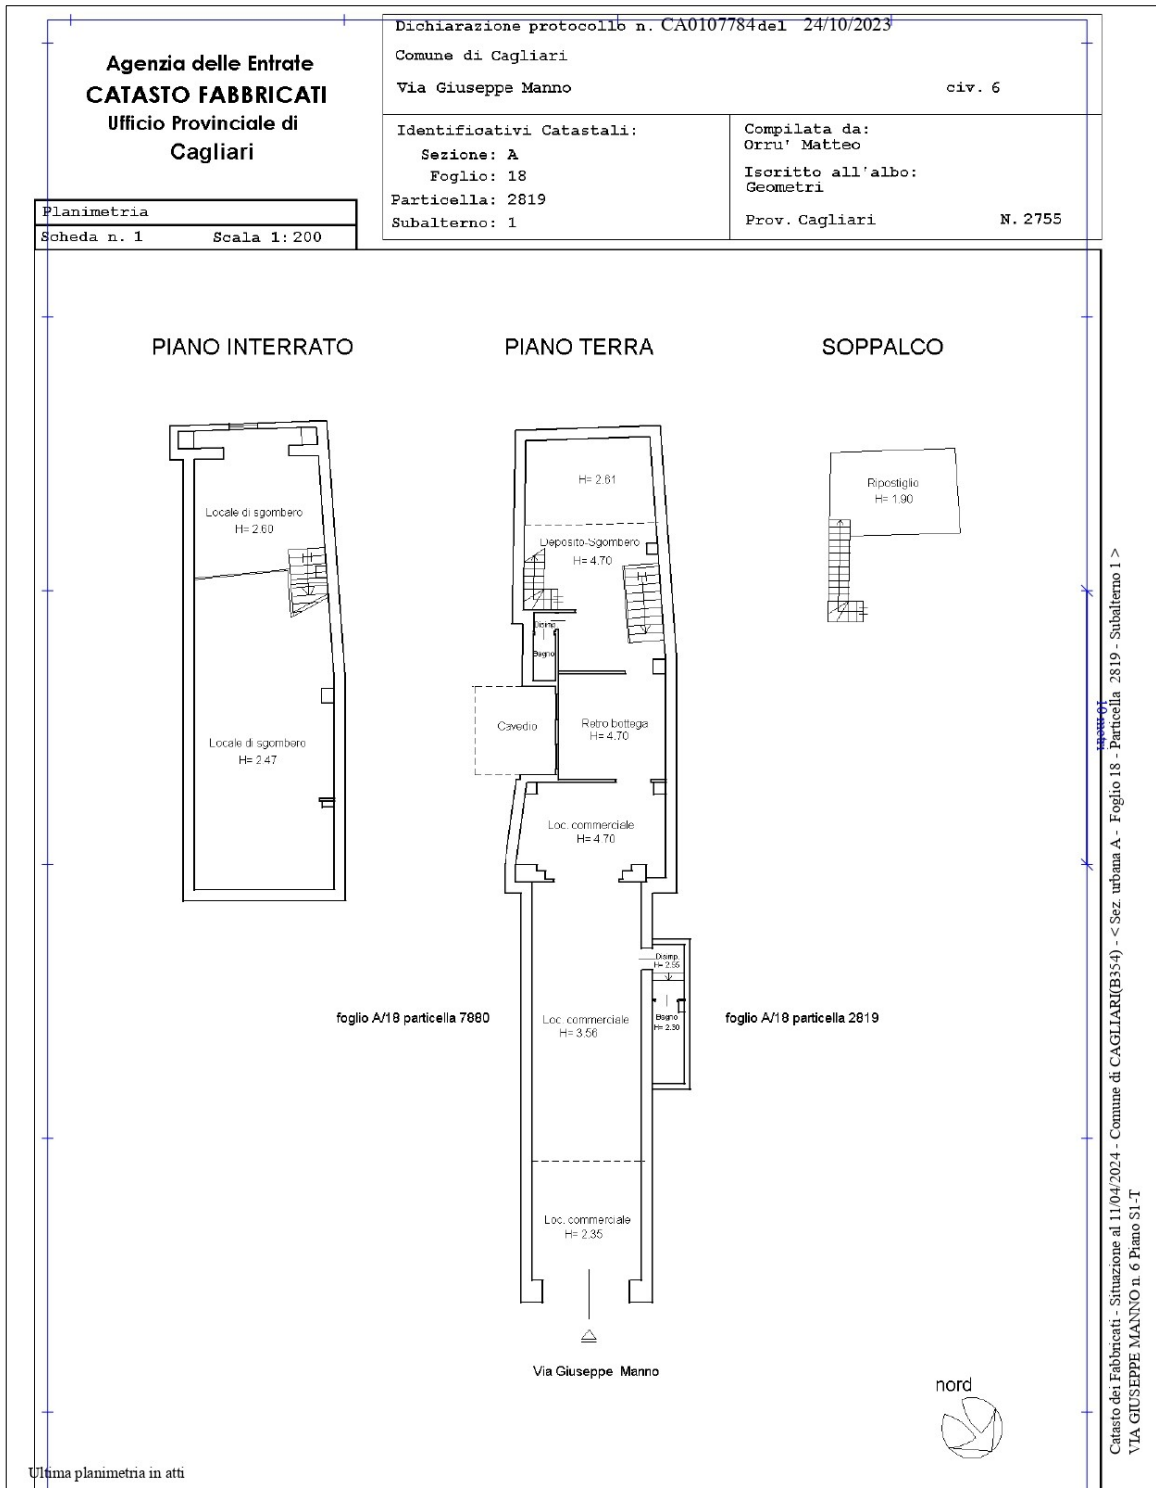 Agenzia delle Entrate
CATASTO FABBRICATI
Ufficio Provinciale di
Cagliari
Dichiarazione protocollo n. CA0107784 del 24/10/2023
Comune di Cagliari
Via Giuseppe Manno civ. 6
Identificativi Catastali:
Sezione: A
Foglio: 18
Particella: 2819
Subalterno: 1
Compilata da:
Orru' Matteo
Iscritto all'albo:
Geometri
Prov. Cagliari N. 2755
Planimetria
Scheda n. 1 Scala 1:200
PIANO INTERRATO
PIANO TERRA
SOPPALCO
Locale di sgombero
H= 2.60
Locale di sgombero
H= 2.47
H= 2.61
Deposito-Sgombero
H= 4.70
Disimp.
Bagno
Cavedio
Retro bottega
H= 4.70
Loc. commerciale
H= 4.70
Disimp.
H= 2.55
Bagno
H= 2.30
Loc. commerciale
H= 3.56
Loc. commerciale
H= 2.35
Ripostiglio
H= 1.90
foglio A/18 particella 7880
foglio A/18 particella 2819
Via Giuseppe Manno
nord
Ultima planimetria in atti
10 metri
Catasto dei Fabbricati - Situazione al 11/04/2024 - Comune di CAGLIARI(B354) - < Sez. urbana A - Foglio 18 - Particella 2819 - Subalterno 1 >
VIA GIUSEPPE MANNO n. 6 Piano S1-T